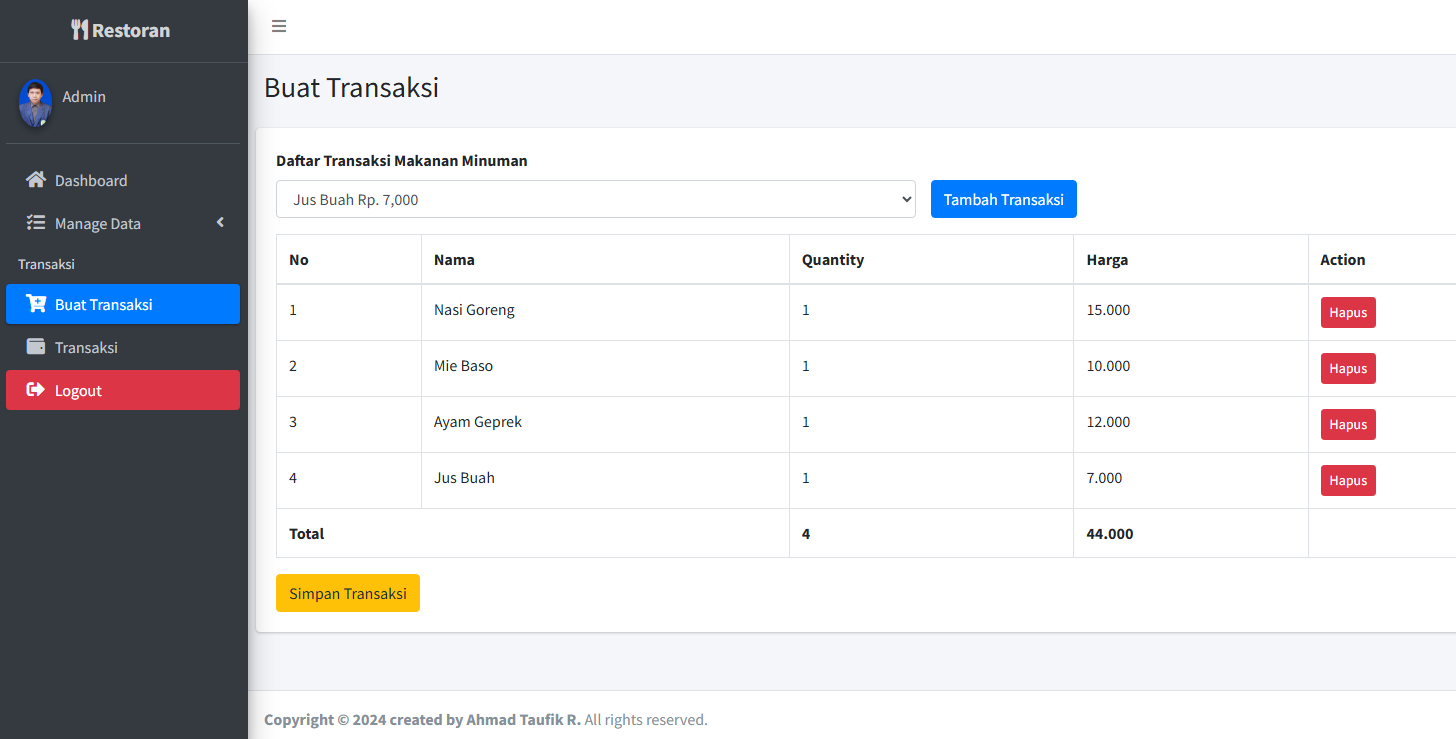 Restoran
Admin
Dashboard
Manage Data
Transaksi
Buat Transaksi
Transaksi
Logout
Buat Transaksi
Daftar Transaksi Makanan Minuman
Jus Buah Rp. 7,000 Tambah Transaksi
No Nama Quantity Harga Action
1 Nasi Goreng 1 15.000 Hapus
2 Mie Baso 1 10.000 Hapus
3 Ayam Geprek 1 12.000 Hapus
4 Jus Buah 1 7.000 Hapus
Total 4 44.000
Simpan Transaksi
Copyright © 2024 created by Ahmad Taufik R. All rights reserved.